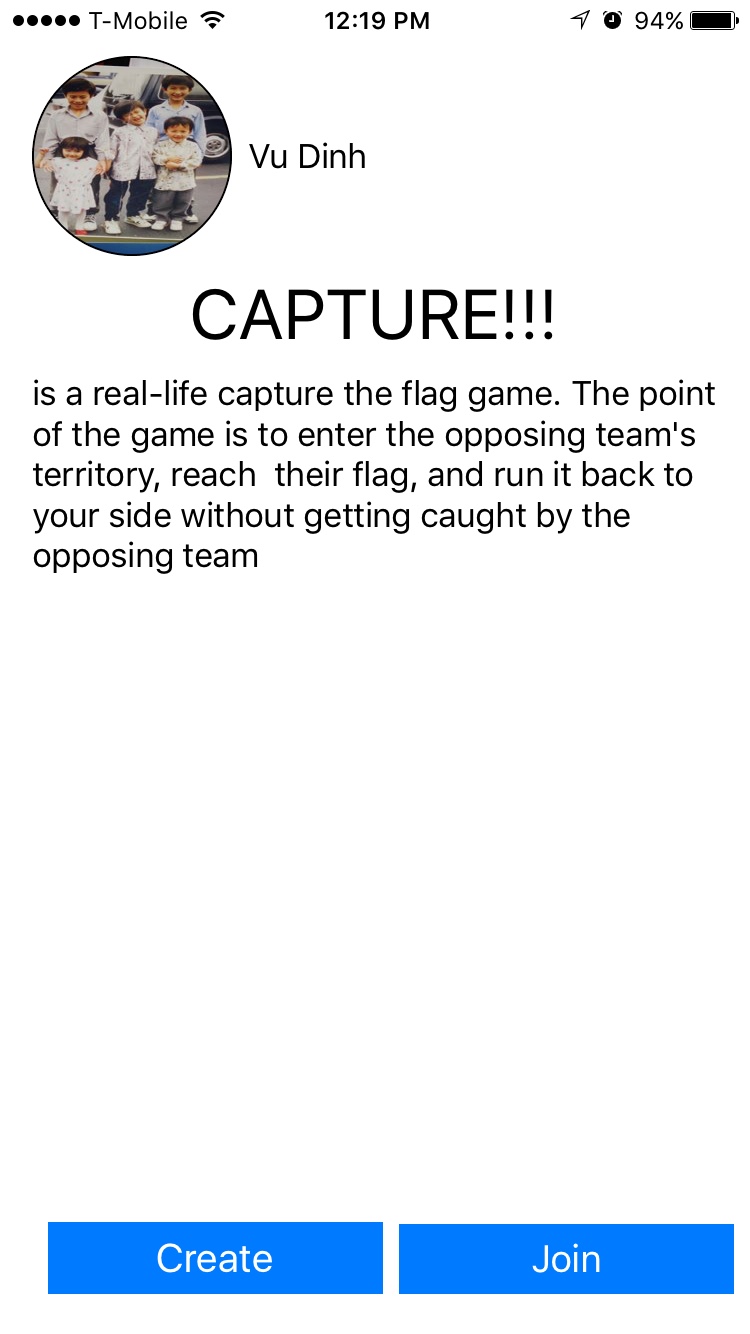 ●●●●● T-Mobile 12:19 PM 94%
Vu Dinh
CAPTURE!!!
is a real-life capture the flag game. The point
of the game is to enter the opposing team's
territory, reach  their flag, and run it back to
your side without getting caught by the
opposing team
Create Join